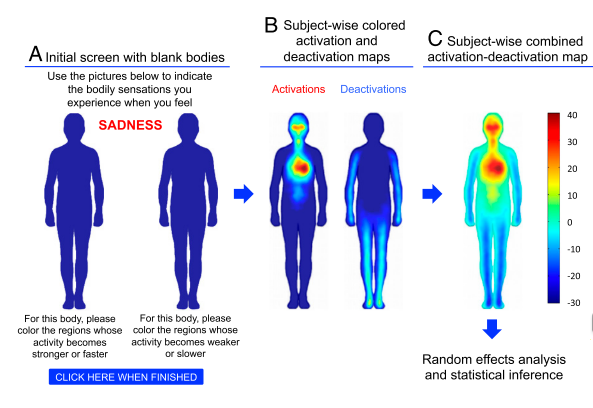 A Initial screen with blank bodies
Use the pictures below to indicate
the bodily sensations you
experience when you feel
SADNESS
For this body, please
color the regions whose
activity becomes
stronger or faster
For this body, please
color the regions whose
activity becomes weaker
or slower
CLICK HERE WHEN FINISHED
B Subject-wise colored
activation and
deactivation maps
Activations
Deactivations
C Subject-wise combined
activation-deactivation map
40
30
20
10
0
-10
-20
-30
Random effects analysis
and statistical inference